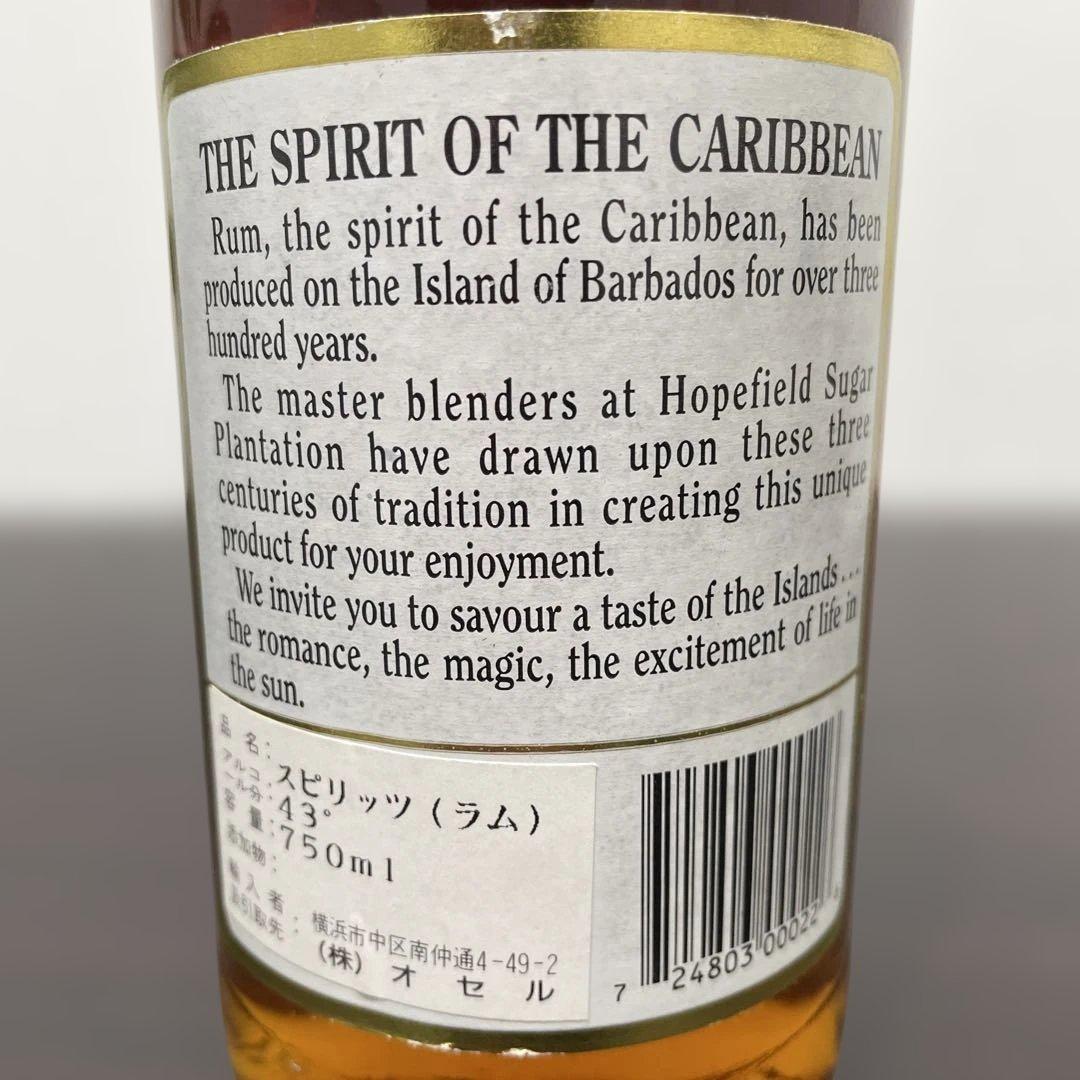 THE SPIRIT OF THE CARIBBEAN
Rum, the spirit of the Caribbean, has been
produced on the Island of Barbados for over three
hundred years.
The master blenders at Hopefield Sugar
Plantation have drawn upon these three
centuries of tradition in creating this unique
product for your enjoyment.
We invite you to savour a taste of the Islands...
the romance, the magic, the excitement of life in
the sun.
品 名: スピリッツ(ラム)
アルコール分: 43°
容 量: 750ml
添加物:
輸 入 者: 横浜市中区南仲通4-49-2
引取先: (株) オ セ ル
7 24803 00022